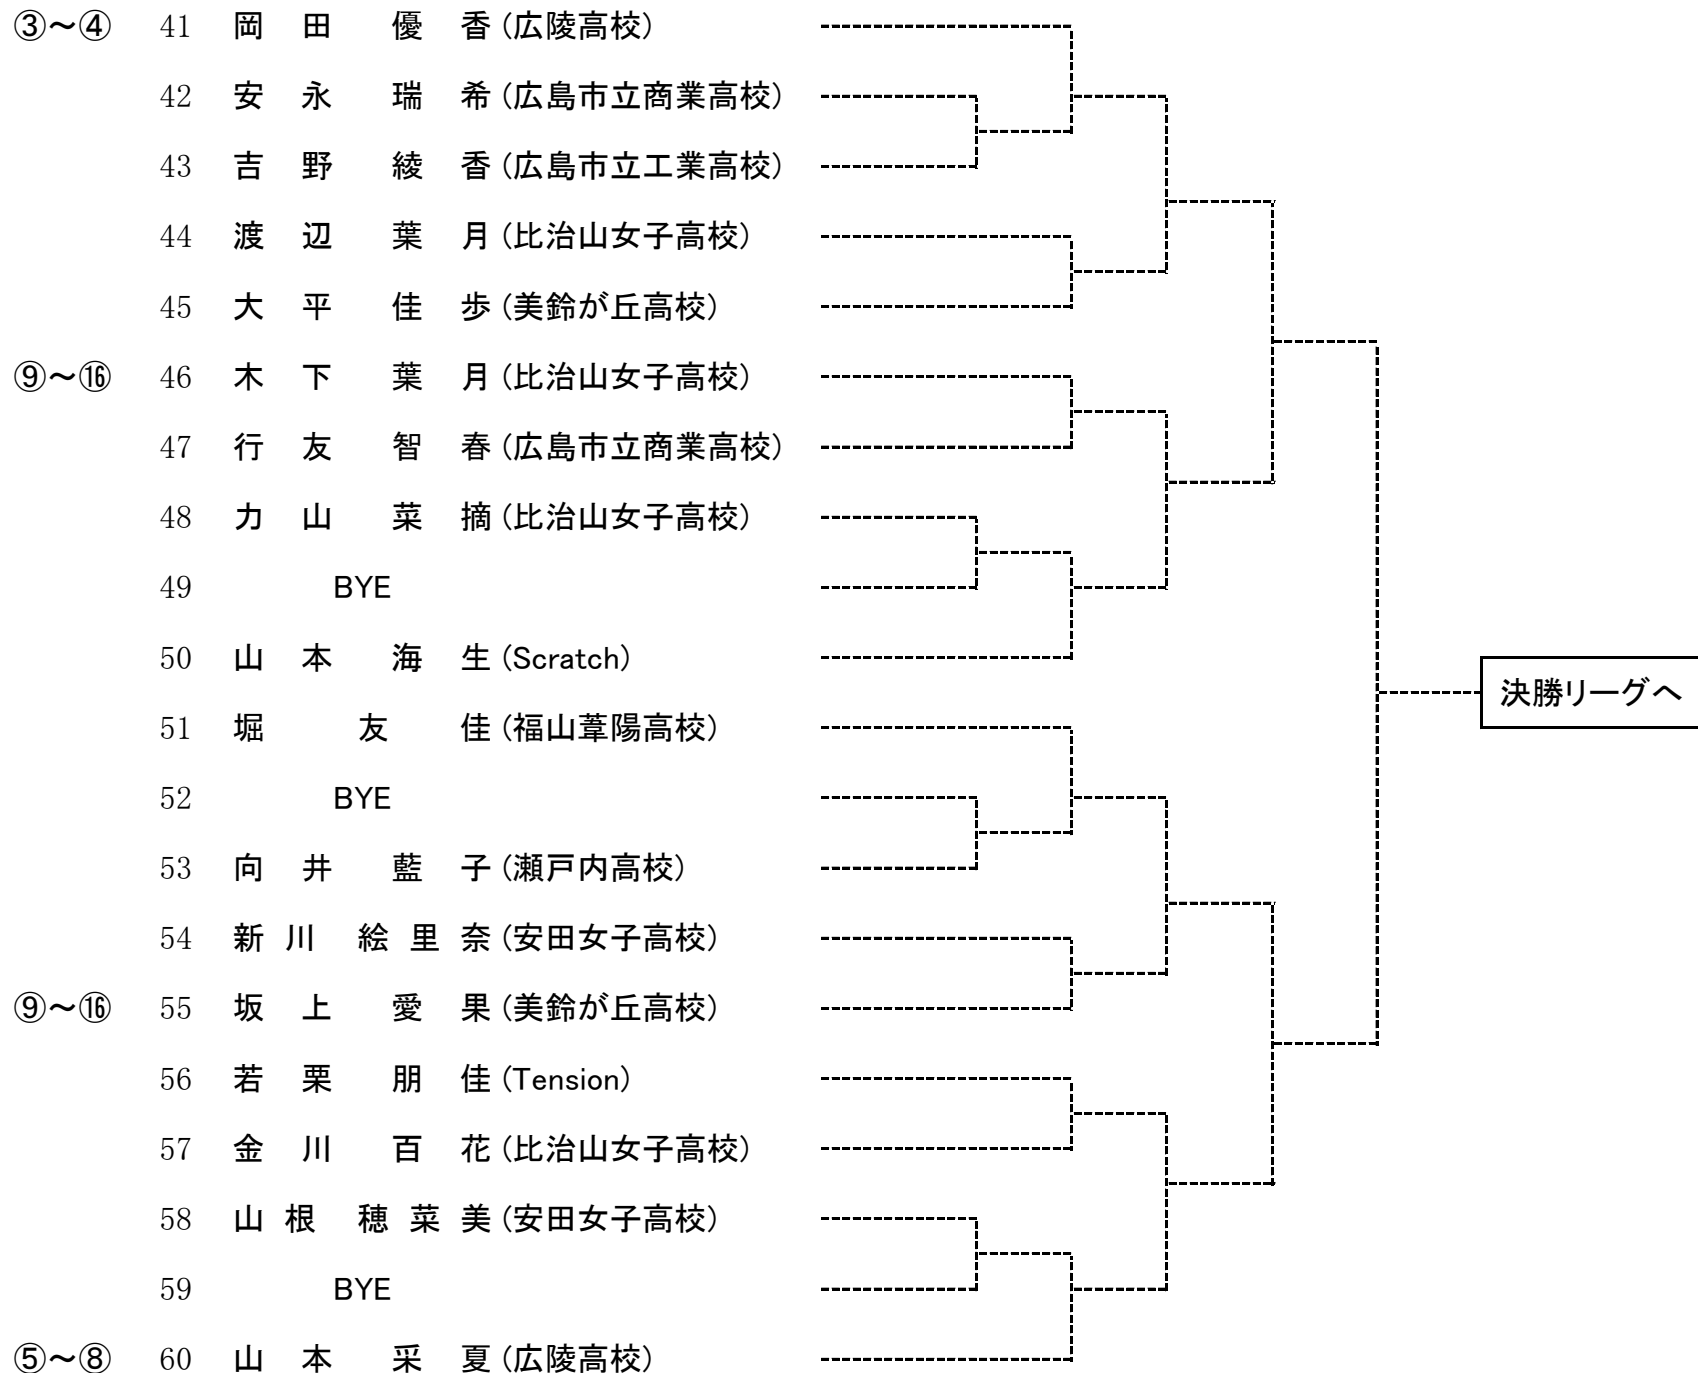 ③～④ 41 岡田 優香 (広陵高校)
42 安永 瑞希 (広島市立商業高校)
43 吉野 綾香 (広島市立工業高校)
44 渡辺 葉月 (比治山女子高校)
45 大平 佳歩 (美鈴が丘高校)
⑨～⑯ 46 木下 葉月 (比治山女子高校)
47 行友 智春 (広島市立商業高校)
48 力山 菜摘 (比治山女子高校)
49 BYE
50 山本 海生 (Scratch)
決勝リーグへ
51 堀 友佳 (福山葦陽高校)
52 BYE
53 向井 藍子 (瀬戸内高校)
54 新川 絵里奈 (安田女子高校)
⑨～⑯ 55 坂上 愛果 (美鈴が丘高校)
56 若栗 朋佳 (Tension)
57 金川 百花 (比治山女子高校)
58 山根 穂菜美 (安田女子高校)
59 BYE
⑤～⑧ 60 山本 采夏 (広陵高校)